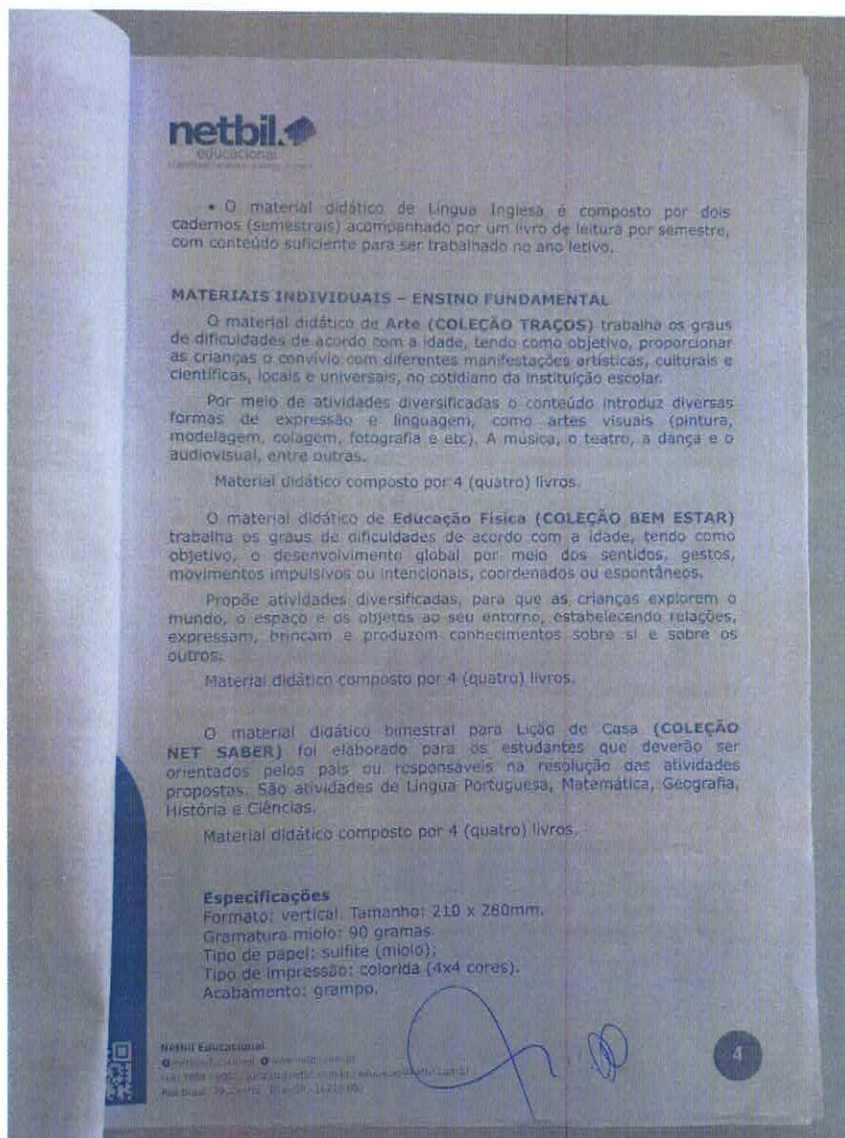 netbil.
educacional
• O material didático de Língua Inglesa é composto por dois
cadernos (semestrais) acompanhado por um livro de leitura por semestre,
com conteúdo suficiente para ser trabalhado no ano letivo.
MATERIAIS INDIVIDUAIS – ENSINO FUNDAMENTAL
O material didático de Arte (COLEÇÃO TRAÇOS) trabalha os graus
de dificuldades de acordo com a idade, tendo como objetivo, proporcionar
as crianças o convívio com diferentes manifestações artísticas, culturais e
científicas, locais e universais, no cotidiano da instituição escolar.
Por meio de atividades diversificadas o conteúdo introduz diversas
formas de expressão e linguagem, como artes visuais (pintura,
modelagem, colagem, fotografia e etc). A música, o teatro, a dança e o
audiovisual, entre outras.
Material didático composto por 4 (quatro) livros.
O material didático de Educação Física (COLEÇÃO BEM ESTAR)
trabalha os graus de dificuldades de acordo com a idade, tendo como
objetivo, o desenvolvimento global por meio dos sentidos, gestos,
movimentos impulsivos ou intencionais, coordenados ou espontâneos.
Propõe atividades diversificadas, para que as crianças explorem o
mundo, o espaço e os objetos ao seu entorno, estabelecendo relações,
expressam, brincam e produzem conhecimentos sobre si e sobre os
outros.
Material didático composto por 4 (quatro) livros.
O material didático bimestral para Lição de Casa (COLEÇÃO
NET SABER) foi elaborado para os estudantes que deverão ser
orientados pelos pais ou responsáveis na resolução das atividades
propostas. São atividades de Língua Portuguesa, Matemática, Geografia,
História e Ciências.
Material didático composto por 4 (quatro) livros.
Especificações
Formato: vertical. Tamanho: 210 x 280mm.
Gramatura miolo: 90 gramas.
Tipo de papel: sulfite (miolo);
Tipo de impressão: colorida (4x4 cores).
Acabamento: grampo.
Netbil Educacional
4